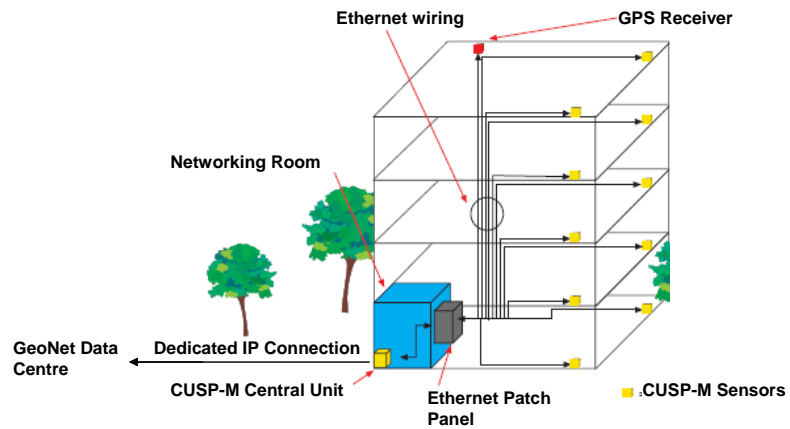 Ethernet wiring
GPS Receiver
Networking Room
GeoNet Data
Centre
Dedicated IP Connection
CUSP-M Central Unit
Ethernet Patch
Panel
=CUSP-M Sensors